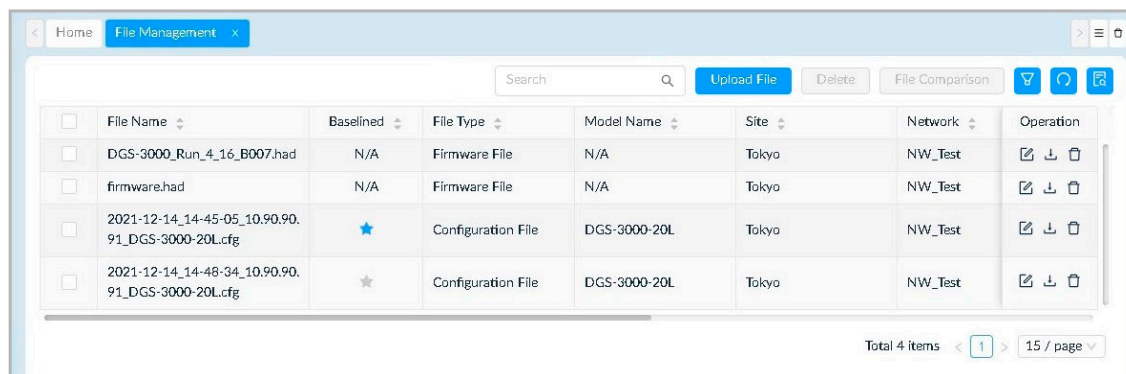 Home File Management x
Search Upload File Delete File Comparison
File Name Baselined File Type Model Name Site Network Operation
DGS-3000_Run_4_16_B007.had N/A Firmware File N/A Tokyo NW_Test
firmware.had N/A Firmware File N/A Tokyo NW_Test
2021-12-14_14-45-05_10.90.90.
91_DGS-3000-20L.cfg Configuration File DGS-3000-20L Tokyo NW_Test
2021-12-14_14-48-34_10.90.90.
91_DGS-3000-20L.cfg Configuration File DGS-3000-20L Tokyo NW_Test
Total 4 items < 1 > 15 / page